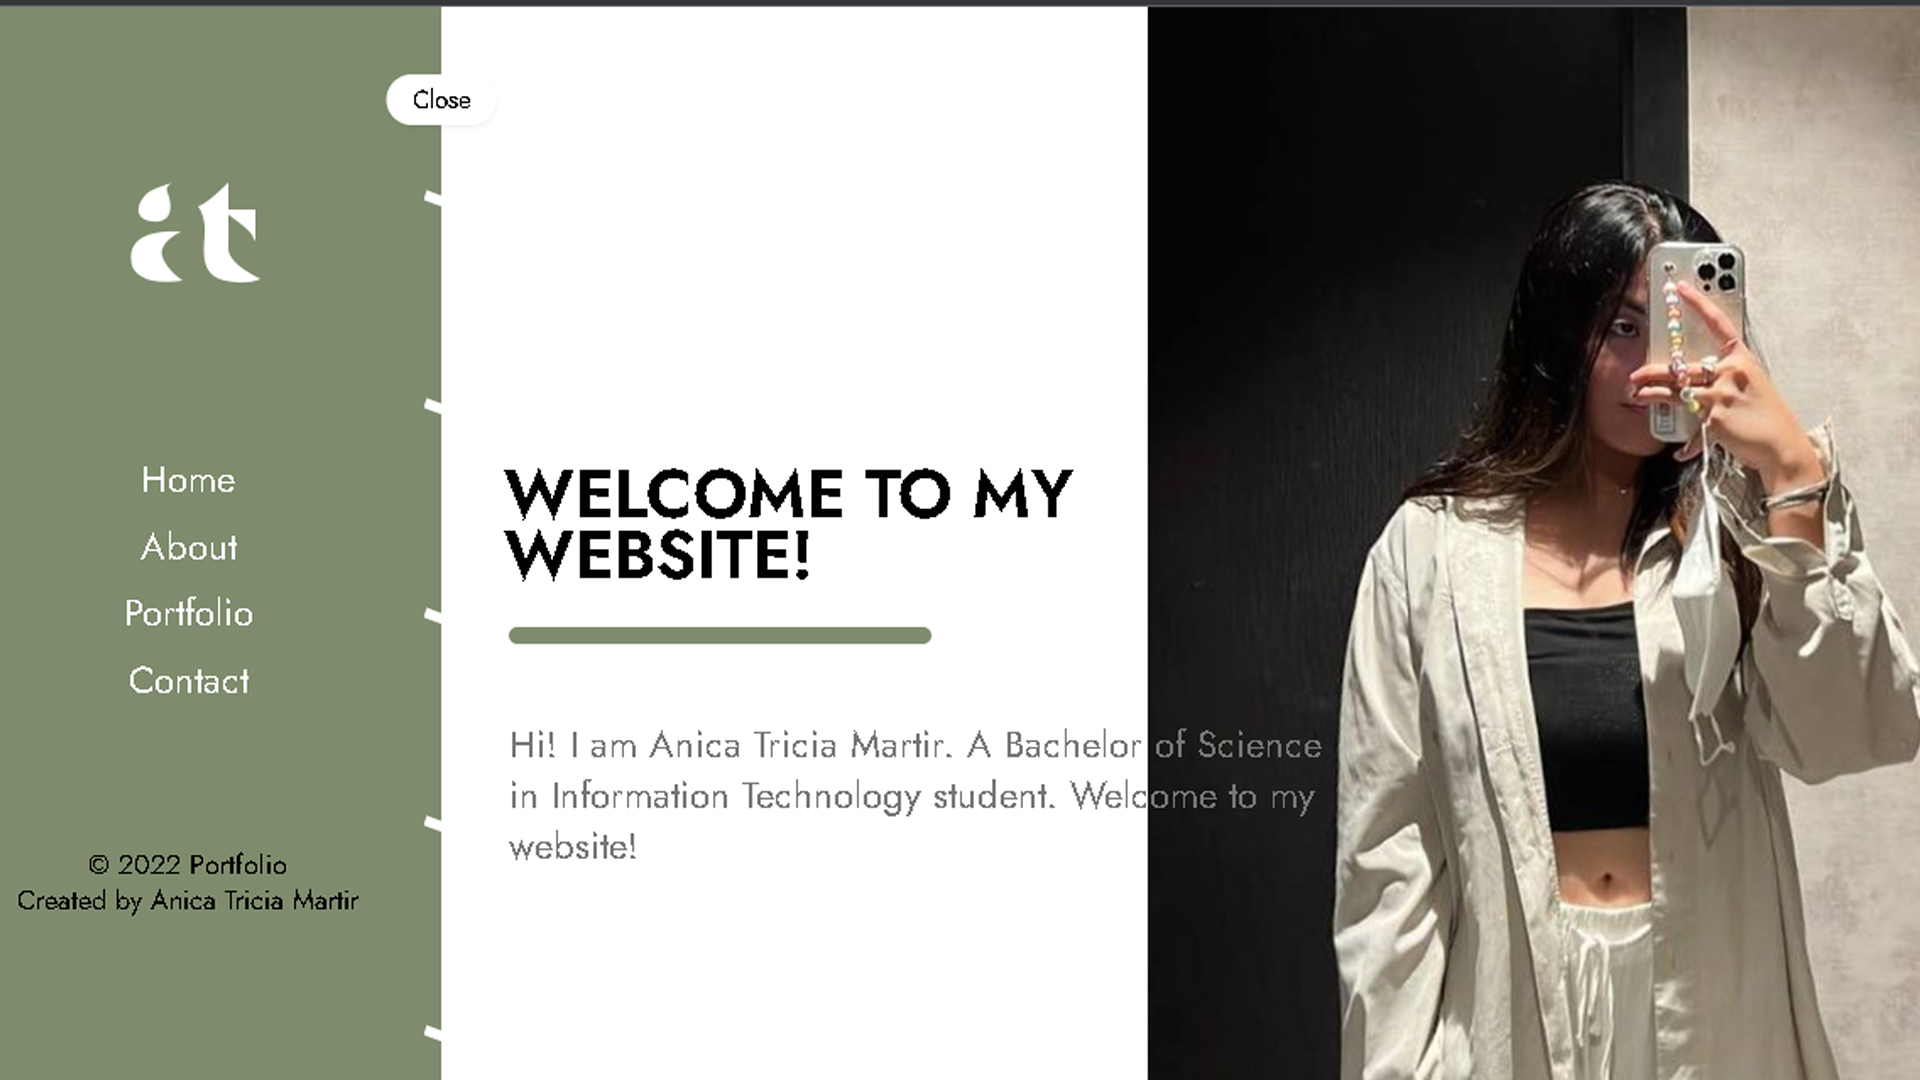 Close
at
Home
About
Portfolio
Contact
© 2022 Portfolio
Created by Anica Tricia Martir
WELCOME TO MY
WEBSITE!
Hi! I am Anica Tricia Martir. A Bachelor of Science
in Information Technology student. Welcome to my
website!